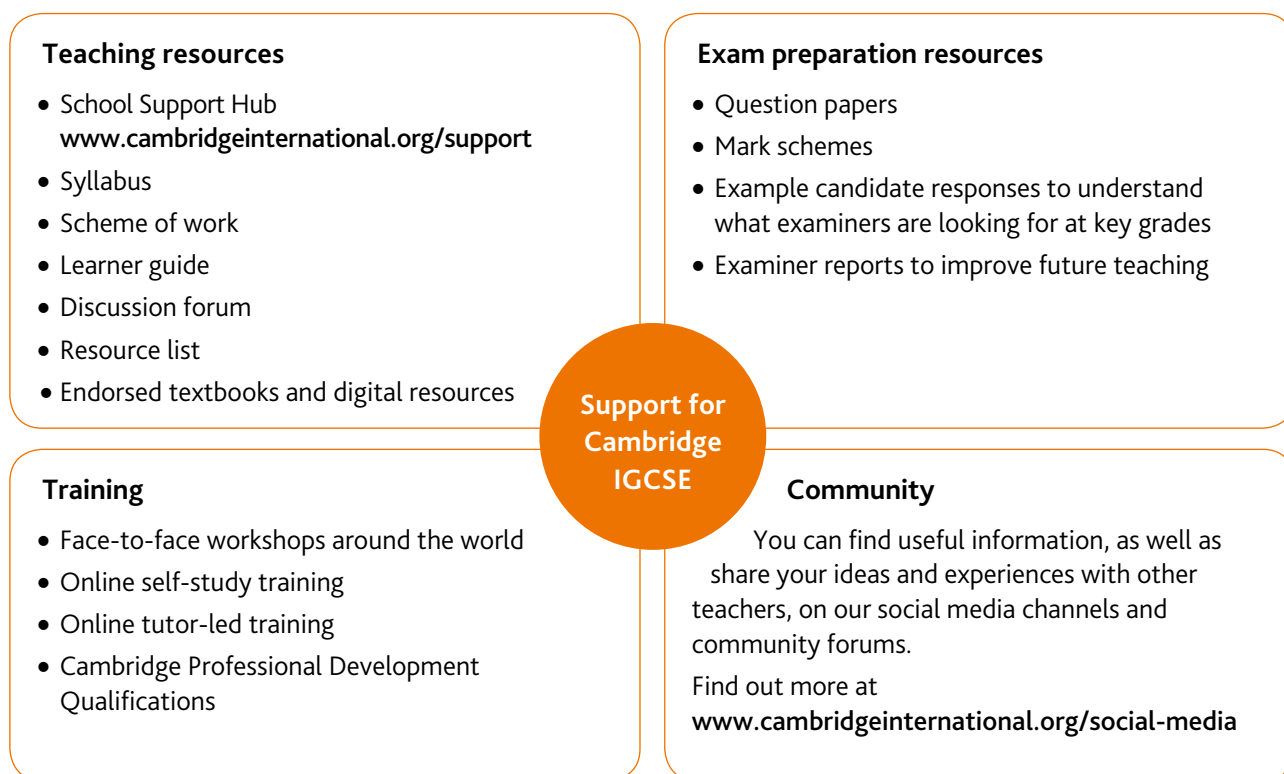 Teaching resources
• School Support Hub
www.cambridgeinternational.org/support
• Syllabus
• Scheme of work
• Learner guide
• Discussion forum
• Resource list
• Endorsed textbooks and digital resources
Exam preparation resources
• Question papers
• Mark schemes
• Example candidate responses to understand
what examiners are looking for at key grades
• Examiner reports to improve future teaching
Support for
Cambridge
IGCSE
Training
• Face-to-face workshops around the world
• Online self-study training
• Online tutor-led training
• Cambridge Professional Development
Qualifications
Community
You can find useful information, as well as
share your ideas and experiences with other
teachers, on our social media channels and
community forums.
Find out more at
www.cambridgeinternational.org/social-media